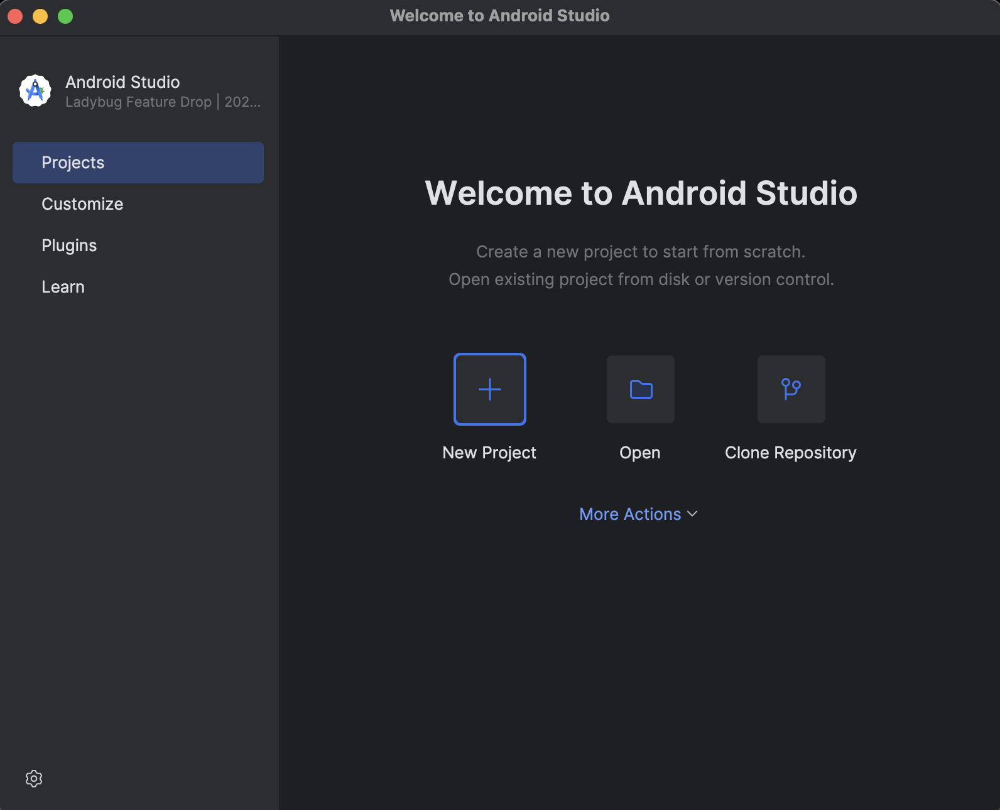 Welcome to Android Studio
Android Studio
Ladybug Feature Drop | 202...
Projects
Customize
Plugins
Learn
Welcome to Android Studio
Create a new project to start from scratch.
Open existing project from disk or version control.
New Project
Open
Clone Repository
More Actions